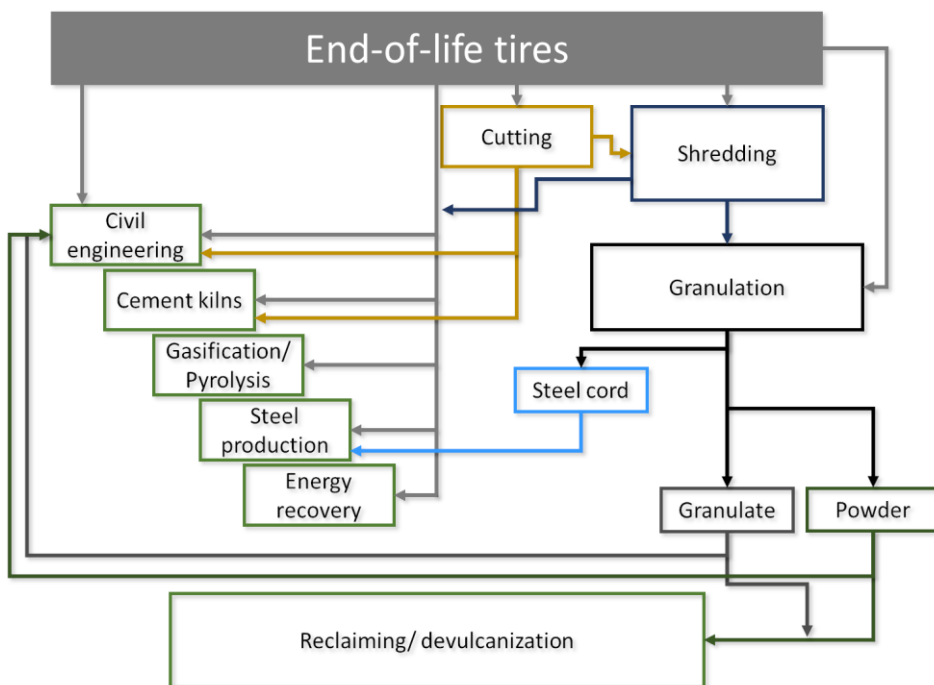 End-of-life tires
Cutting
Shredding
Civil
engineering
Granulation
Cement kilns
Gasification/
Pyrolysis
Steel cord
Steel
production
Energy
recovery
Granulate
Powder
Reclaiming/ devulcanization